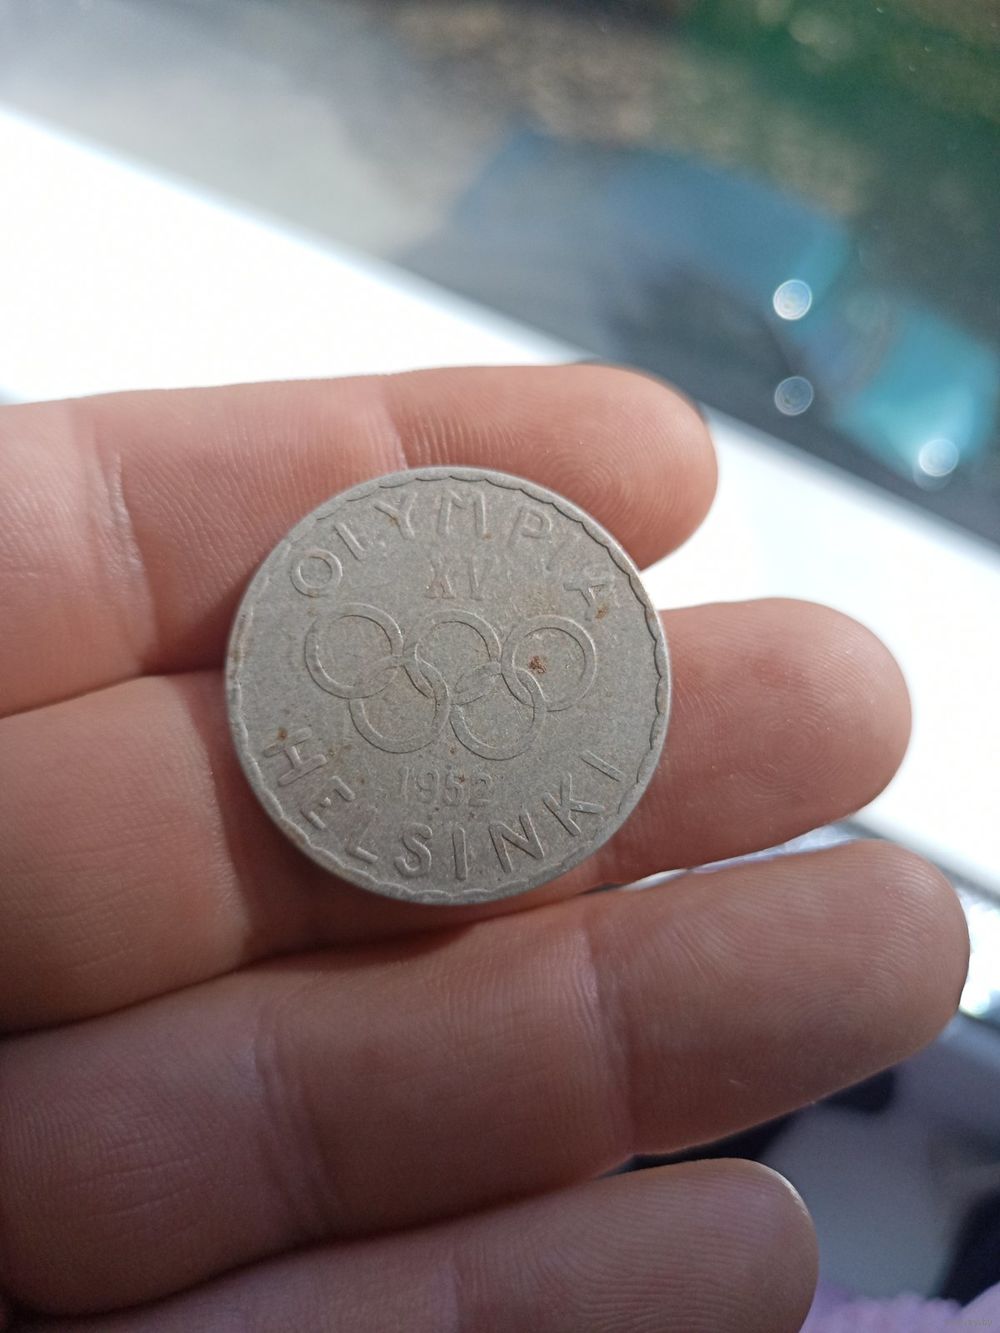 OLYMPIA
XV
1952
HELSINKI